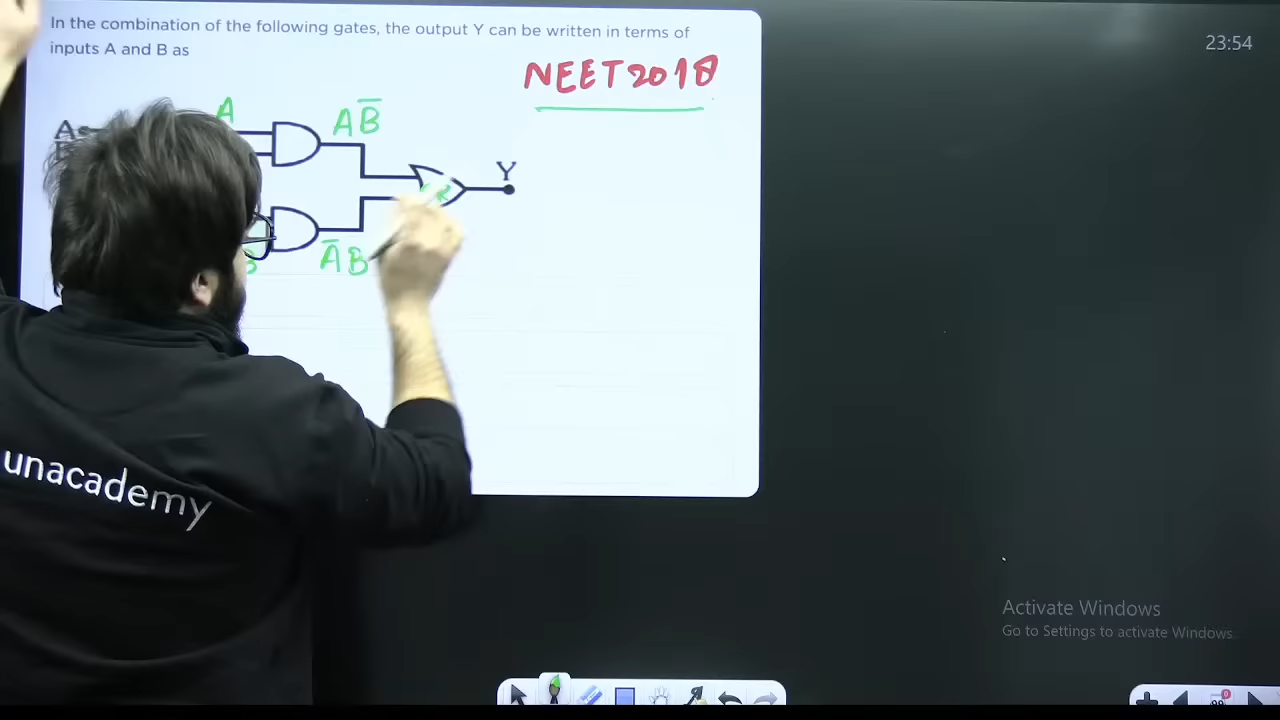 In the combination of the following gates, the output Y can be written in terms of
inputs A and B as
23:54
NEET 2018
A
AB̅
A
Y
OR
B
A̅B
unacademy
Activate Windows
Go to Settings to activate Windows.